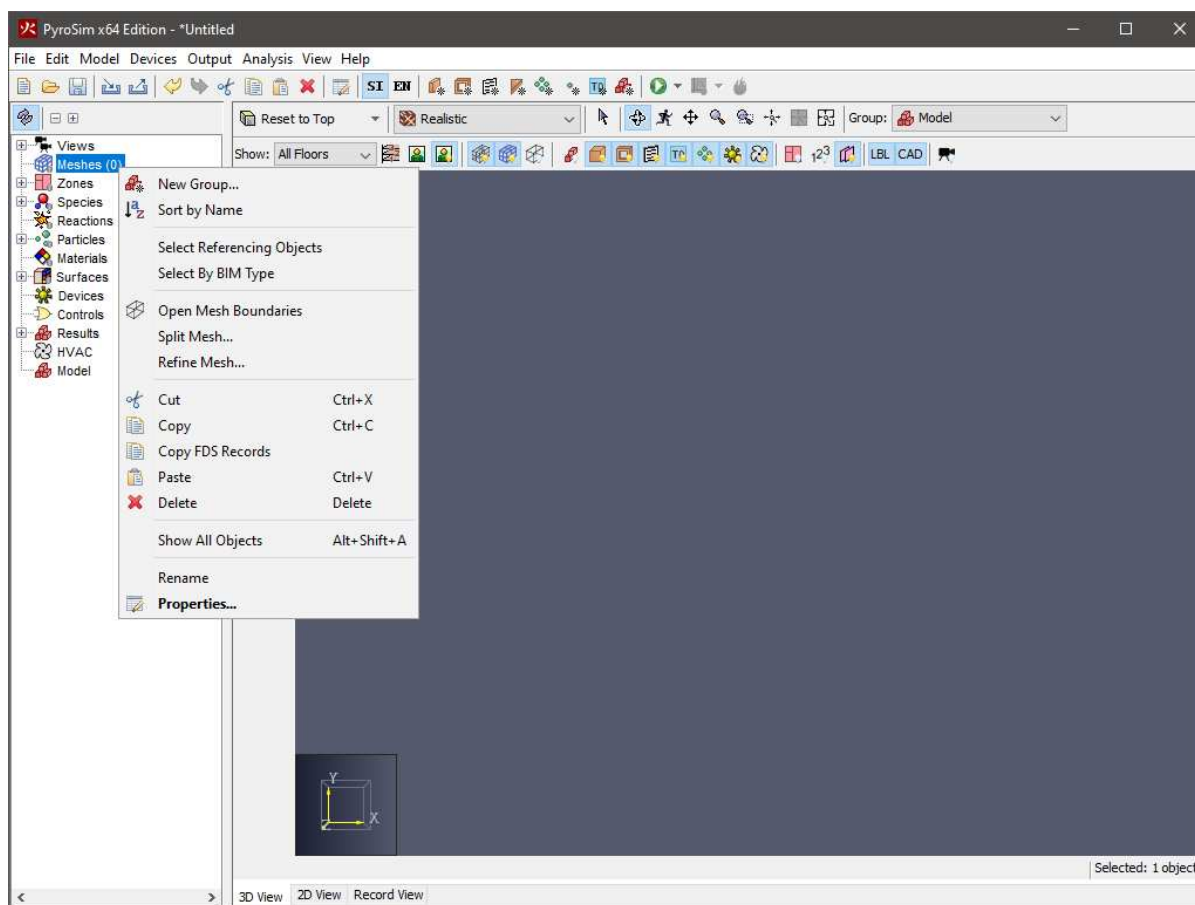 PyroSim x64 Edition - *Untitled
File Edit Model Devices Output Analysis View Help
SI EN TQ
Reset to Top Realistic Group: Model
Show: All Floors TQ 123 LBL CAD
Views
Meshes (0)
Zones
Species
Reactions
Particles
Materials
Surfaces
Devices
Controls
Results
HVAC
Model
New Group...
Sort by Name
Select Referencing Objects
Select By BIM Type
Open Mesh Boundaries
Split Mesh...
Refine Mesh...
Cut Ctrl+X
Copy Ctrl+C
Copy FDS Records
Paste Ctrl+V
Delete Delete
Show All Objects Alt+Shift+A
Rename
Properties...
Y
Z X
Selected: 1 object
3D View 2D View Record View